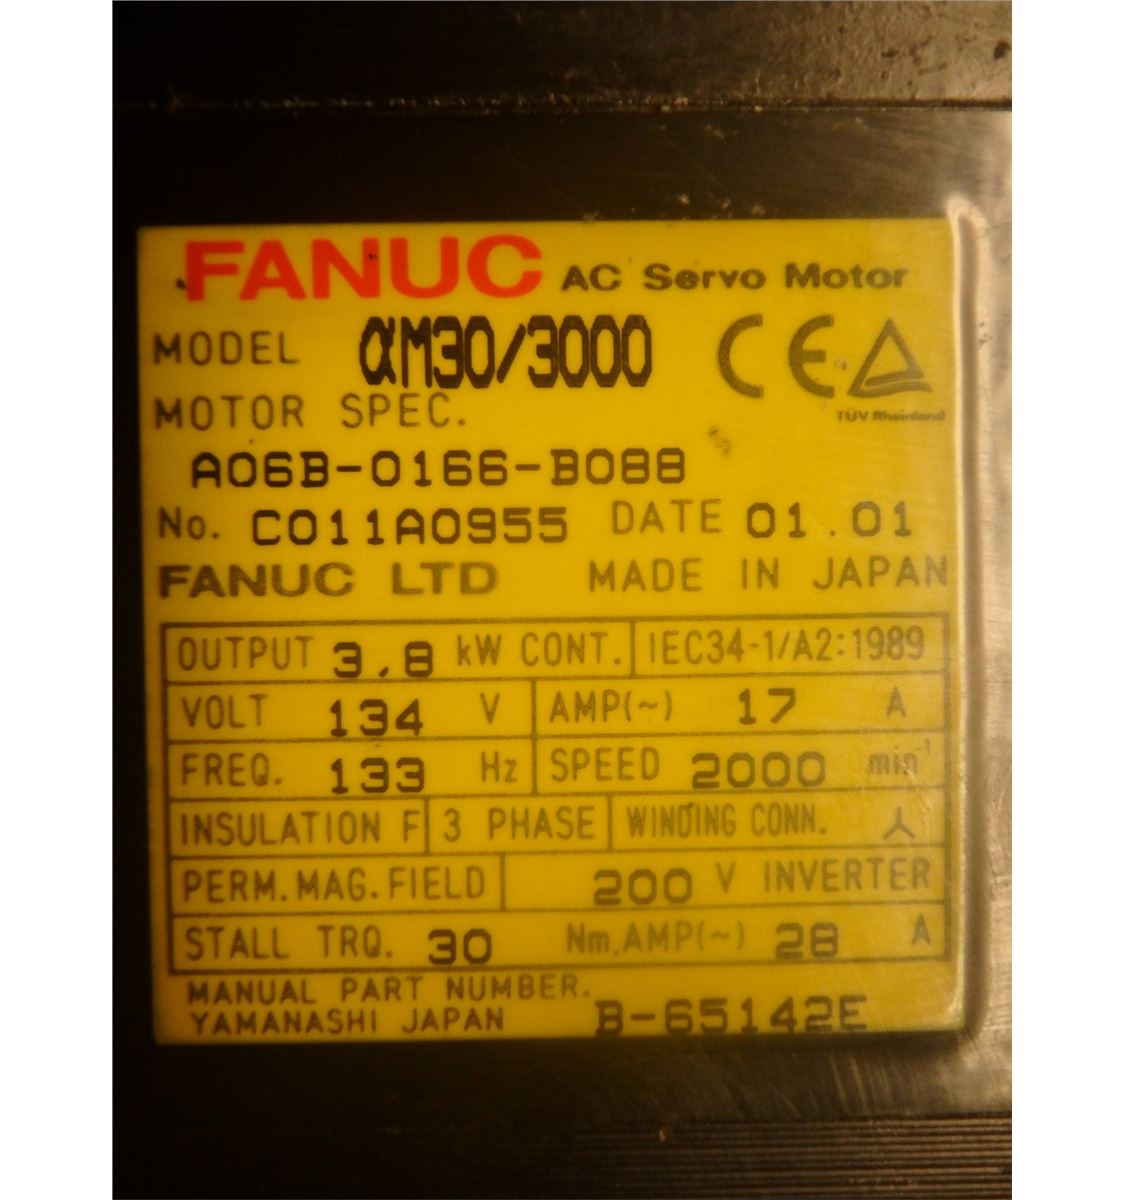 FANUC AC Servo Motor
MODEL αM30/3000 CE
TÜV Rheinland
MOTOR SPEC.
A06B-0166-B088
No. C011A0955 DATE 01.01
FANUC LTD MADE IN JAPAN
OUTPUT 3.8 kW CONT. IEC34-1/A2:1989
VOLT 134 V AMP(~) 17 A
FREQ. 133 Hz SPEED 2000 min⁻¹
INSULATION F 3 PHASE WINDING CONN.
PERM.MAG.FIELD 200 V INVERTER
STALL TRQ. 30 Nm,AMP(~) 28 A
MANUAL PART NUMBER.
YAMANASHI JAPAN B-65142E